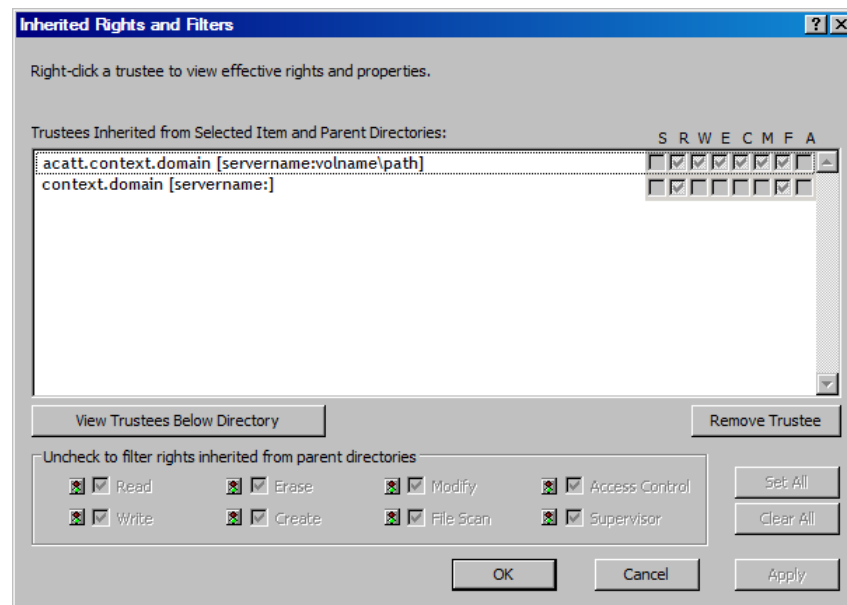 Inherited Rights and Filters
Right-click a trustee to view effective rights and properties.
Trustees Inherited from Selected Item and Parent Directories:
S R W E C M F A
acatt.context.domain [servername:volname\path]
context.domain [servername:]
View Trustees Below Directory
Remove Trustee
Uncheck to filter rights inherited from parent directories
Read Erase Modify Access Control
Set All
Write Create File Scan Supervisor
Clear All
OK Cancel Apply